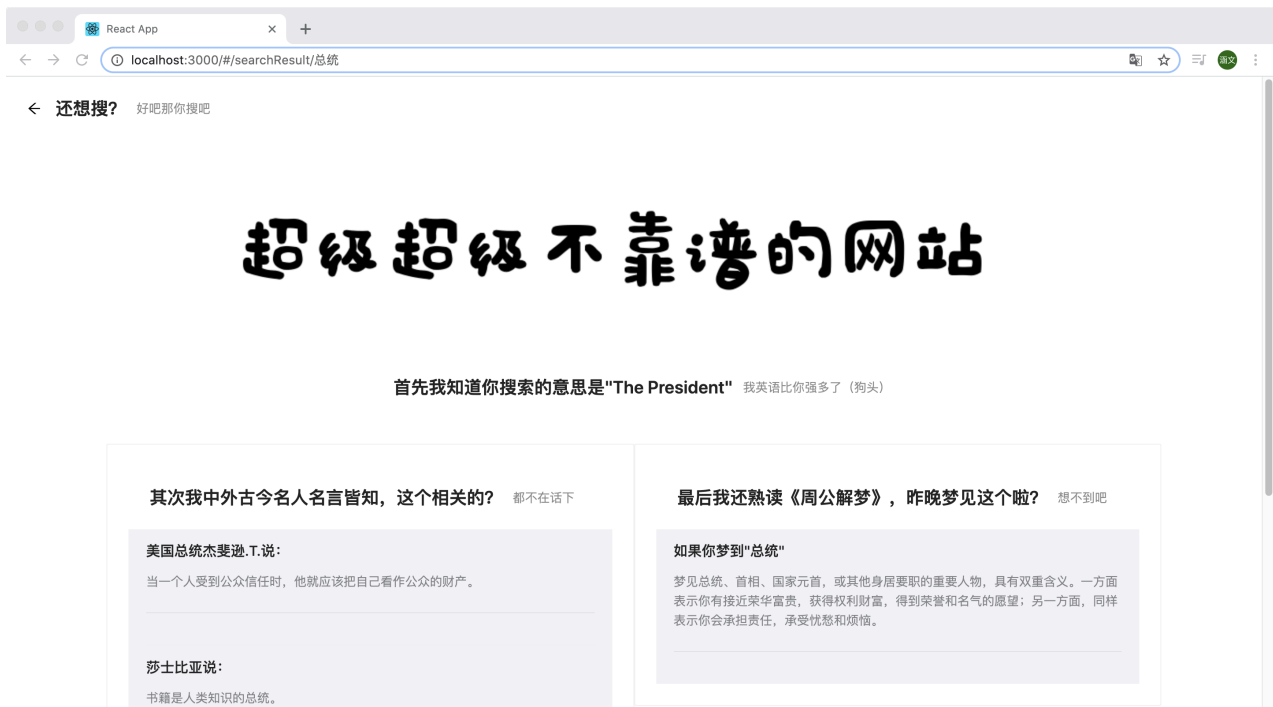 React App
localhost:3000/#/searchResult/总统
涵文
还想搜? 好吧那你搜吧
超级超级不靠谱的网站
首先我知道你搜索的意思是"The President" 我英语比你强多了（狗头）
其次我中外古今名人名言皆知，这个相关的? 都不在话下
美国总统杰斐逊.T.说：
当一个人受到公众信任时，他就应该把自己看作公众的财产。
莎士比亚说：
书籍是人类知识的总统。
最后我还熟读《周公解梦》，昨晚梦见这个啦? 想不到吧
如果你梦到"总统"
梦见总统、首相、国家元首，或其他身居要职的重要人物，具有双重含义。一方面
表示你有接近荣华富贵，获得权利财富，得到荣誉和名气的愿望；另一方面，同样
表示你会承担责任，承受忧愁和烦恼。